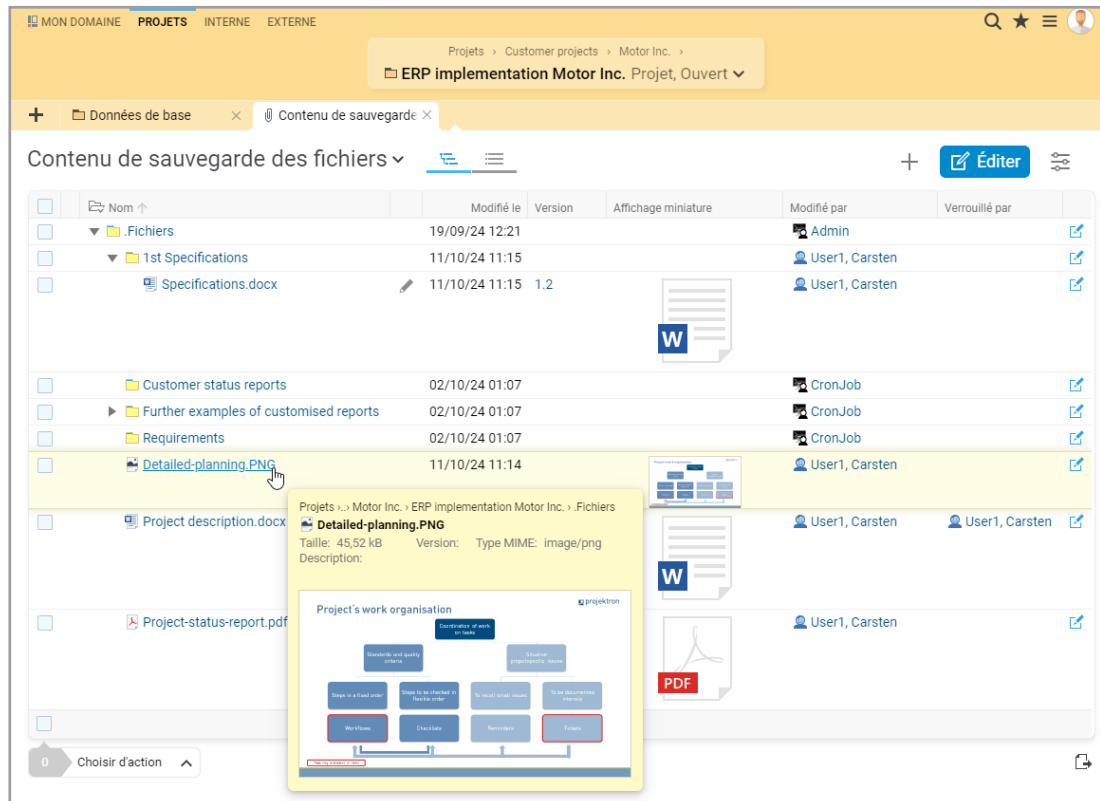 MON DOMAINE PROJETS INTERNE EXTERNE
Projets › Customer projects › Motor Inc. ›
ERP implementation Motor Inc. Projet, Ouvert
Données de base
Contenu de sauvegarde
Contenu de sauvegarde des fichiers
Éditer
Nom Modifié le Version Affichage miniature Modifié par Verrouillé par
.Fichiers 19/09/24 12:21 Admin
1st Specifications 11/10/24 11:15 User1, Carsten
Specifications.docx 11/10/24 11:15 1.2 User1, Carsten
W
Customer status reports 02/10/24 01:07 CronJob
Further examples of customised reports 02/10/24 01:07 CronJob
Requirements 02/10/24 01:07 CronJob
Detailed-planning.PNG 11/10/24 11:14 User1, Carsten
Project description.docx User1, Carsten User1, Carsten
W
Project-status-report.pdf User1, Carsten
PDF
Projets ›..› Motor Inc. › ERP implementation Motor Inc. › .Fichiers
Detailed-planning.PNG
Taille: 45,52 kB Version: Type MIME: image/png
Description:
Project´s work organisation
projektron
Coordination of work
on tasks
Standards and quality
criteria
Situative
projectspecific issues
Steps in a fixed order
Steps to be checked in
flexible order
To recall small issues
To be documented
internally
Workflows
Checklists
Reminders
Tickets
0
Choisir d'action